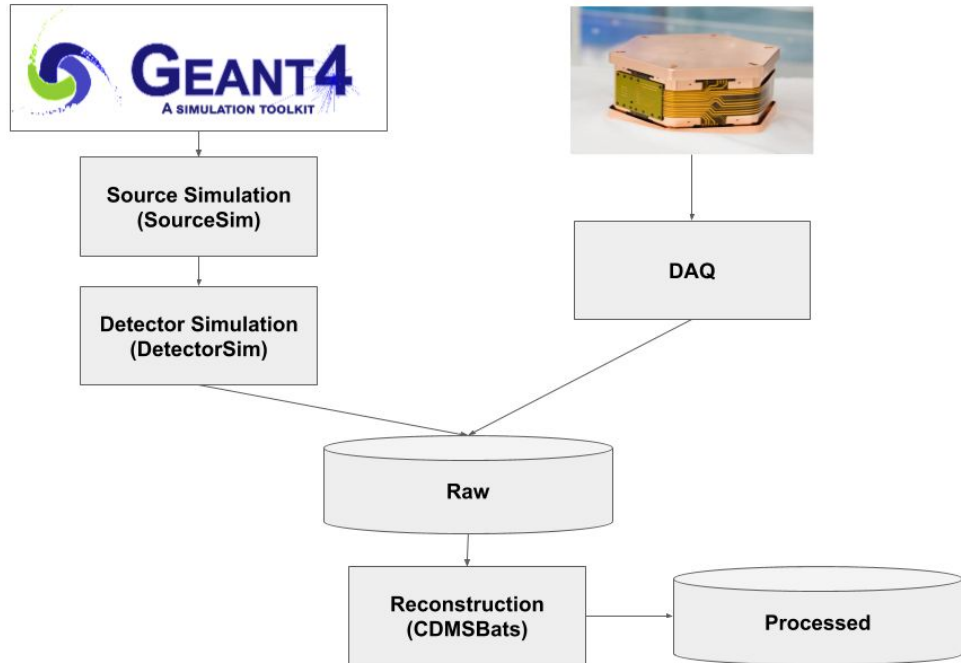 GEANT4
A SIMULATION TOOLKIT
Source Simulation
(SourceSim)
DAQ
Detector Simulation
(DetectorSim)
Raw
Reconstruction
(CDMSBats)
Processed